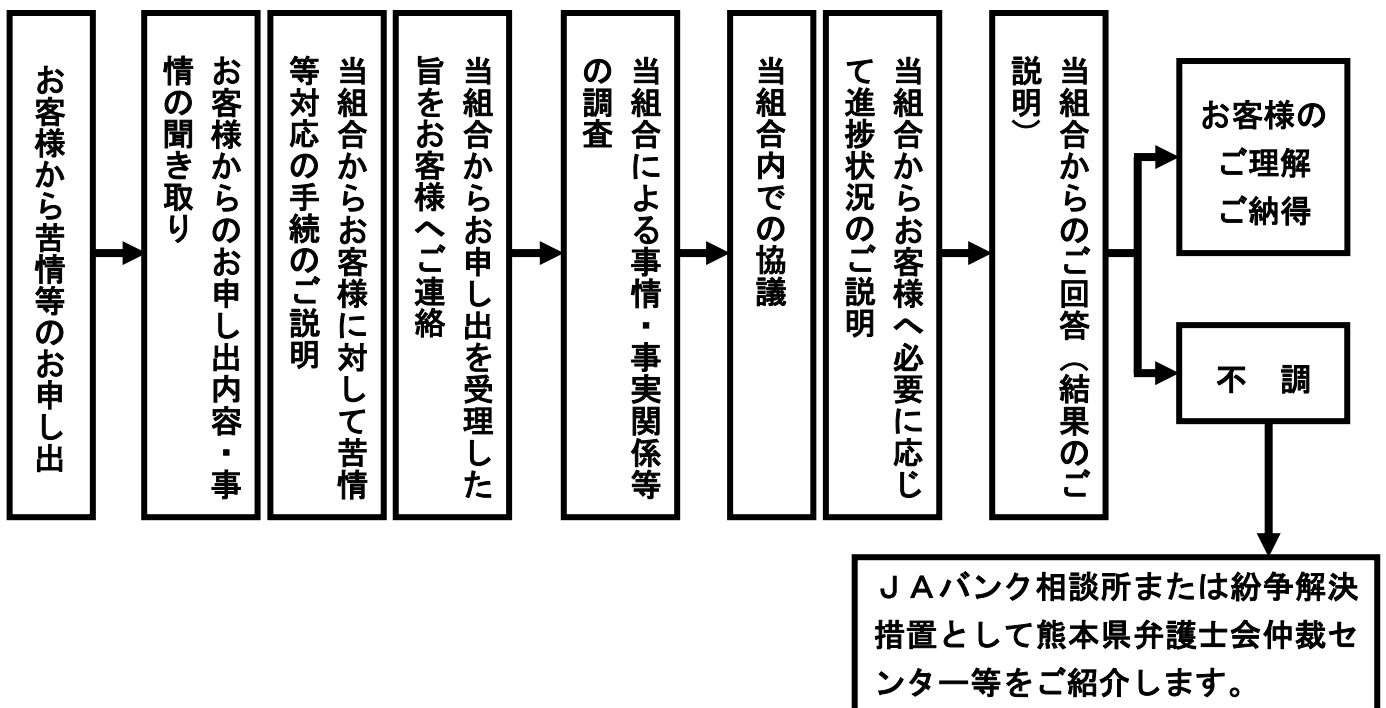 お客様から苦情等のお申し出
お客様からのお申し出内容・事
情の聞き取り
当組合からお客様に対して苦情
等対応の手続のご説明
当組合からお申し出を受理した
旨をお客様へご連絡
当組合による事情・事実関係等
の調査
当組合内での協議
当組合からお客様へ必要に応じ
て進捗状況のご説明
当組合からのご回答（結果のご
説明）
お客様の
ご理解
ご納得
不　調
ＪＡバンク相談所または紛争解決
措置として熊本県弁護士会仲裁セ
ンター等をご紹介します。